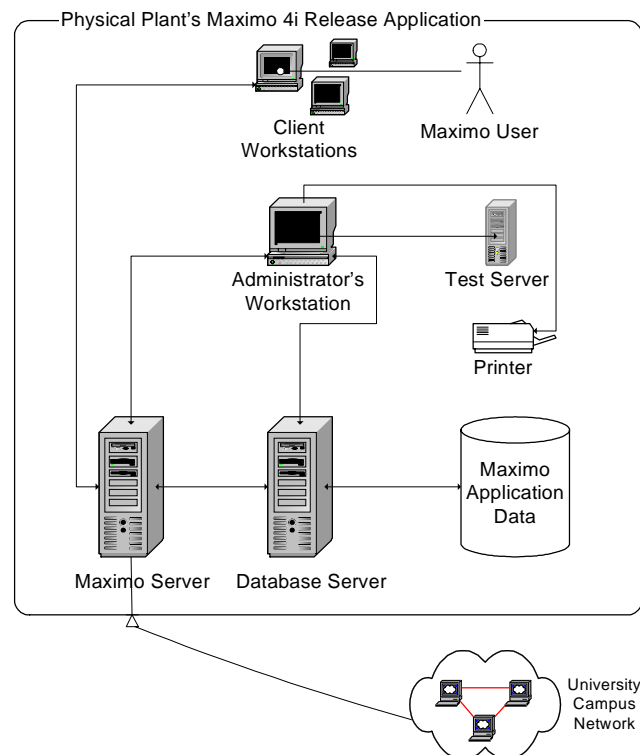 Physical Plant's Maximo 4i Release Application
Client
Workstations
Maximo User
Administrator's
Workstation
Test Server
Printer
Maximo
Application
Data
Maximo Server
Database Server
University
Campus
Network